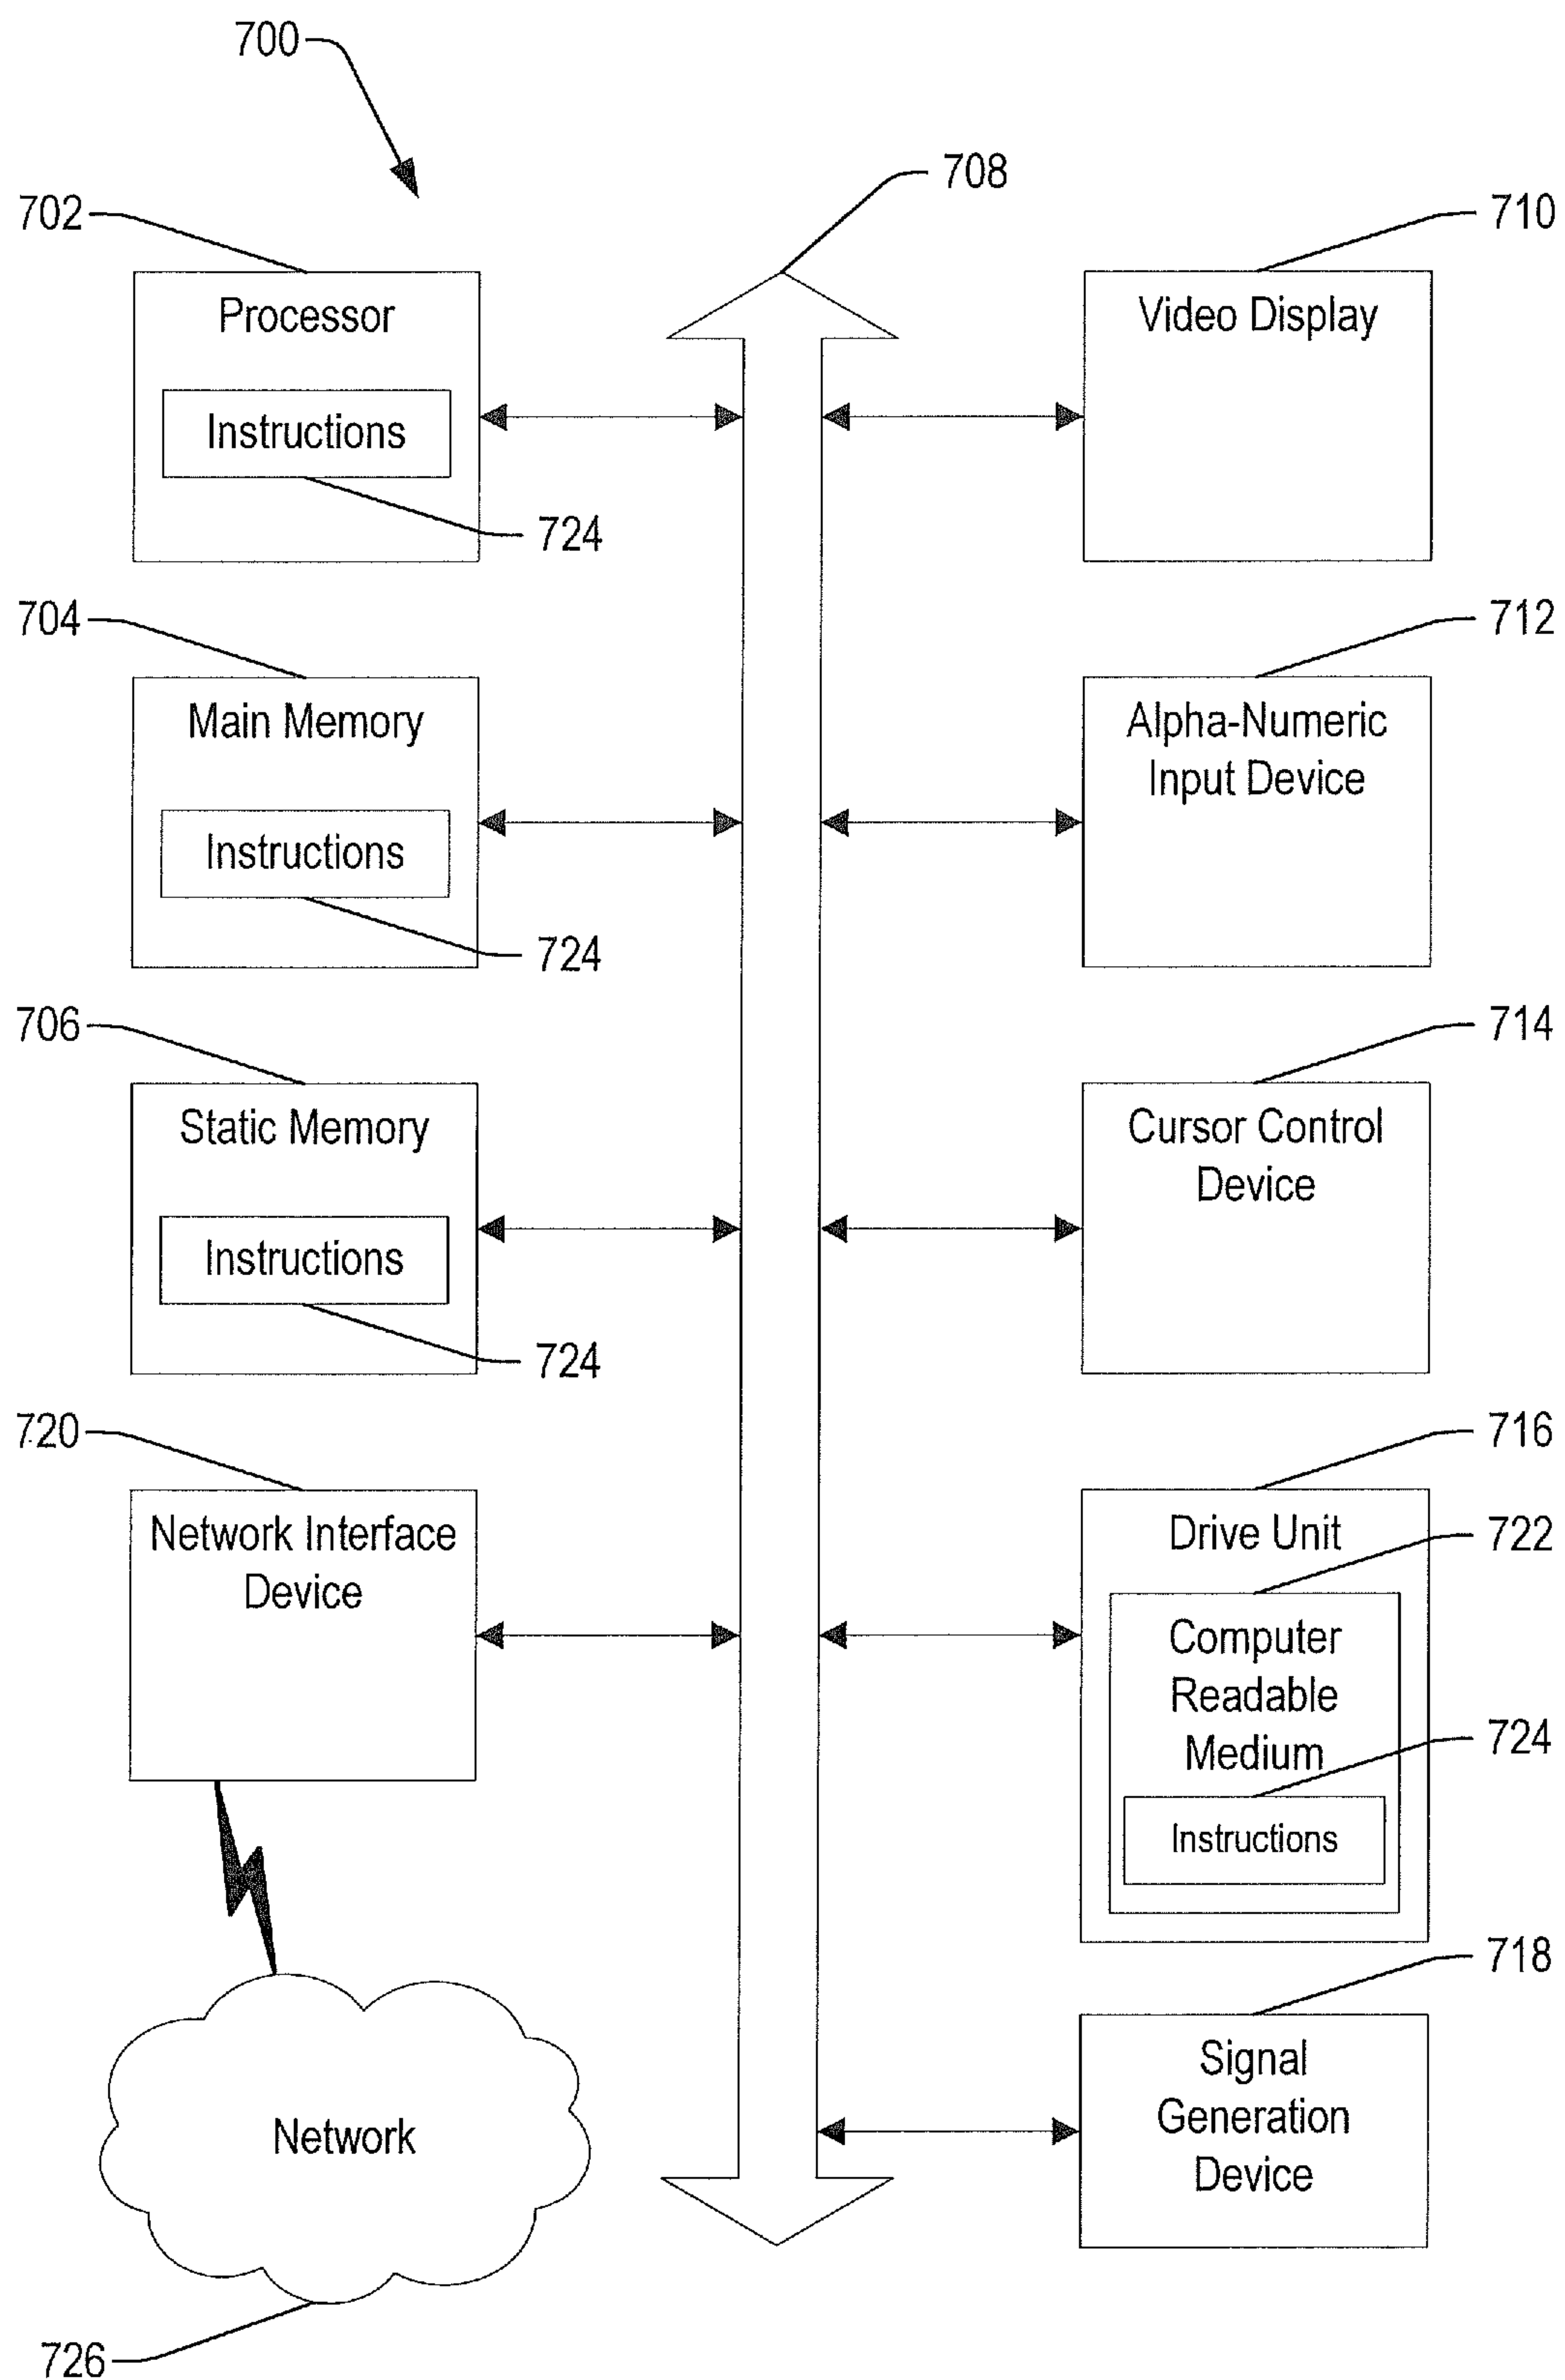 700
708
702
710
Processor
Instructions
724
Video Display
704
712
Main Memory
Instructions
724
Alpha-Numeric
Input Device
706
714
Static Memory
Instructions
724
Cursor Control
Device
720
716
Network Interface
Device
Drive Unit
722
Computer
Readable
Medium
724
Instructions
718
Signal
Generation
Device
Network
726